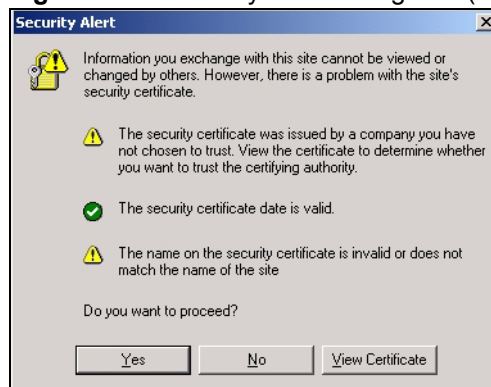 Security Alert
Information you exchange with this site cannot be viewed or
changed by others. However, there is a problem with the site's
security certificate.
The security certificate was issued by a company you have
not chosen to trust. View the certificate to determine whether
you want to trust the certifying authority.
The security certificate date is valid.
The name on the security certificate is invalid or does not
match the name of the site
Do you want to proceed?
Yes No View Certificate